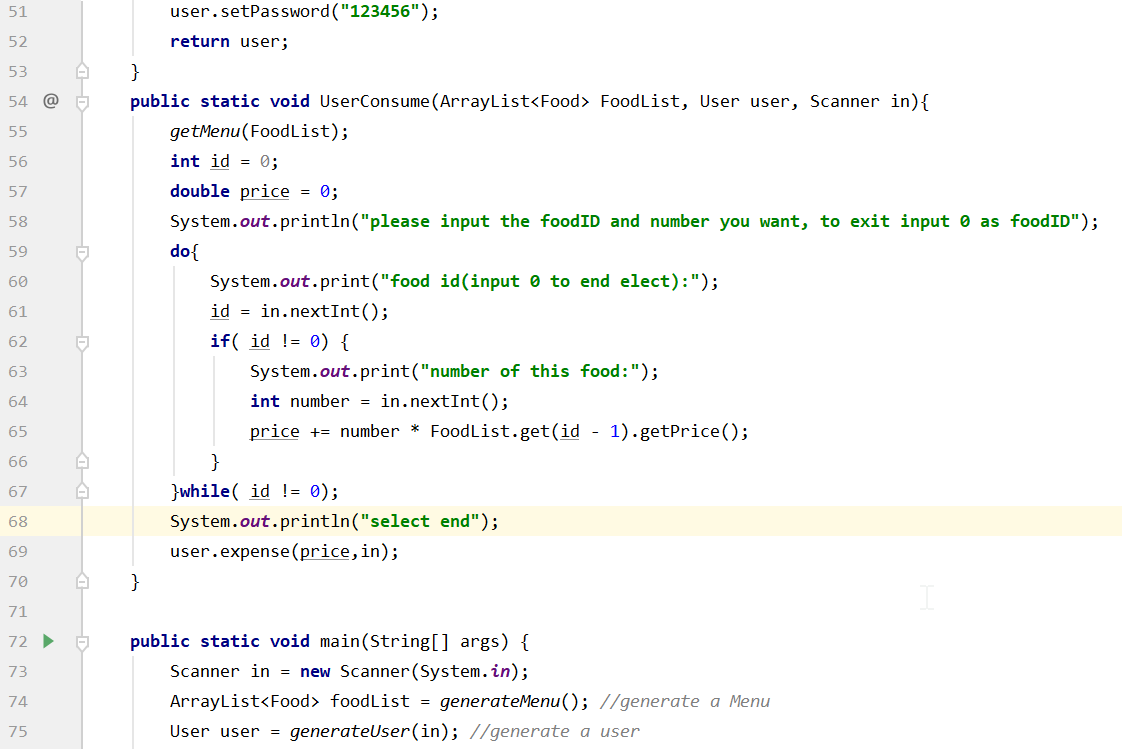 51 user.setPassword("123456");
52 return user;
53 }
54 @ public static void UserConsume(ArrayList<Food> FoodList, User user, Scanner in){
55 getMenu(FoodList);
56 int id = 0;
57 double price = 0;
58 System.out.println("please input the foodID and number you want, to exit input 0 as foodID");
59 do{
60 System.out.print("food id(input 0 to end elect):");
61 id = in.nextInt();
62 if( id != 0) {
63 System.out.print("number of this food:");
64 int number = in.nextInt();
65 price += number * FoodList.get(id - 1).getPrice();
66 }
67 }while( id != 0);
68 System.out.println("select end");
69 user.expense(price,in);
70 }
71
72 public static void main(String[] args) {
73 Scanner in = new Scanner(System.in);
74 ArrayList<Food> foodList = generateMenu(); //generate a Menu
75 User user = generateUser(in); //generate a user